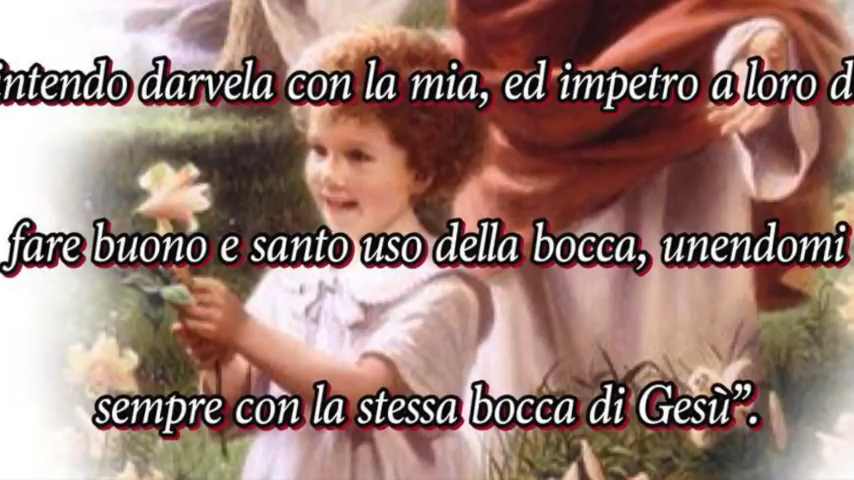 intendo darvela con la mia, ed impetro a loro di
fare buono e santo uso della bocca, unendomi
sempre con la stessa bocca di Gesù”.